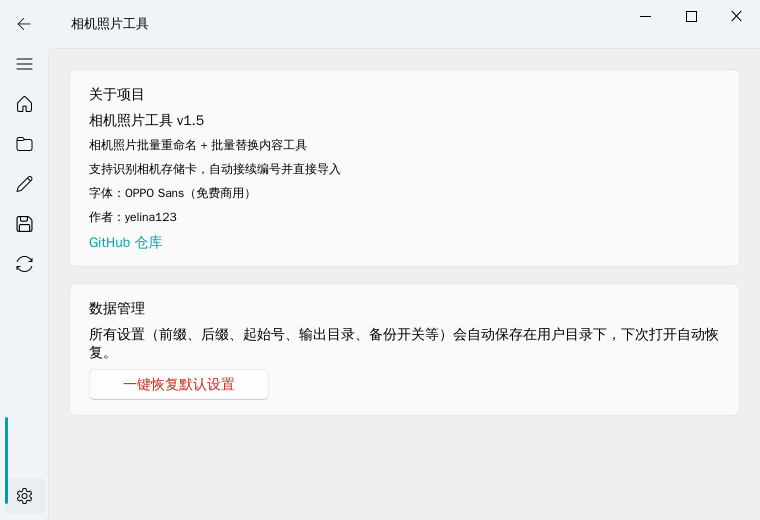 相机照片工具
关于项目
相机照片工具 v1.5
相机照片批量重命名 + 批量替换内容工具
支持识别相机存储卡，自动接续编号并直接导入
字体：OPPO Sans（免费商用）
作者：yelina123
GitHub 仓库
数据管理
所有设置（前缀、后缀、起始号、输出目录、备份开关等）会自动保存在用户目录下，下次打开自动恢
复。
一键恢复默认设置